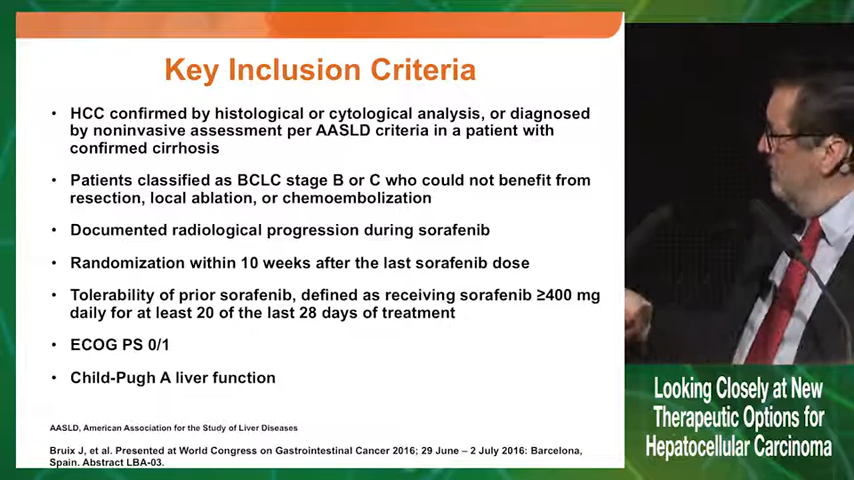 Key Inclusion Criteria
• HCC confirmed by histological or cytological analysis, or diagnosed
by noninvasive assessment per AASLD criteria in a patient with
confirmed cirrhosis
• Patients classified as BCLC stage B or C who could not benefit from
resection, local ablation, or chemoembolization
• Documented radiological progression during sorafenib
• Randomization within 10 weeks after the last sorafenib dose
• Tolerability of prior sorafenib, defined as receiving sorafenib ≥400 mg
daily for at least 20 of the last 28 days of treatment
• ECOG PS 0/1
• Child-Pugh A liver function
AASLD, American Association for the Study of Liver Diseases
Bruix J, et al. Presented at World Congress on Gastrointestinal Cancer 2016; 29 June – 2 July 2016: Barcelona,
Spain. Abstract LBA-03.
Looking Closely at New
Therapeutic Options for
Hepatocellular Carcinoma